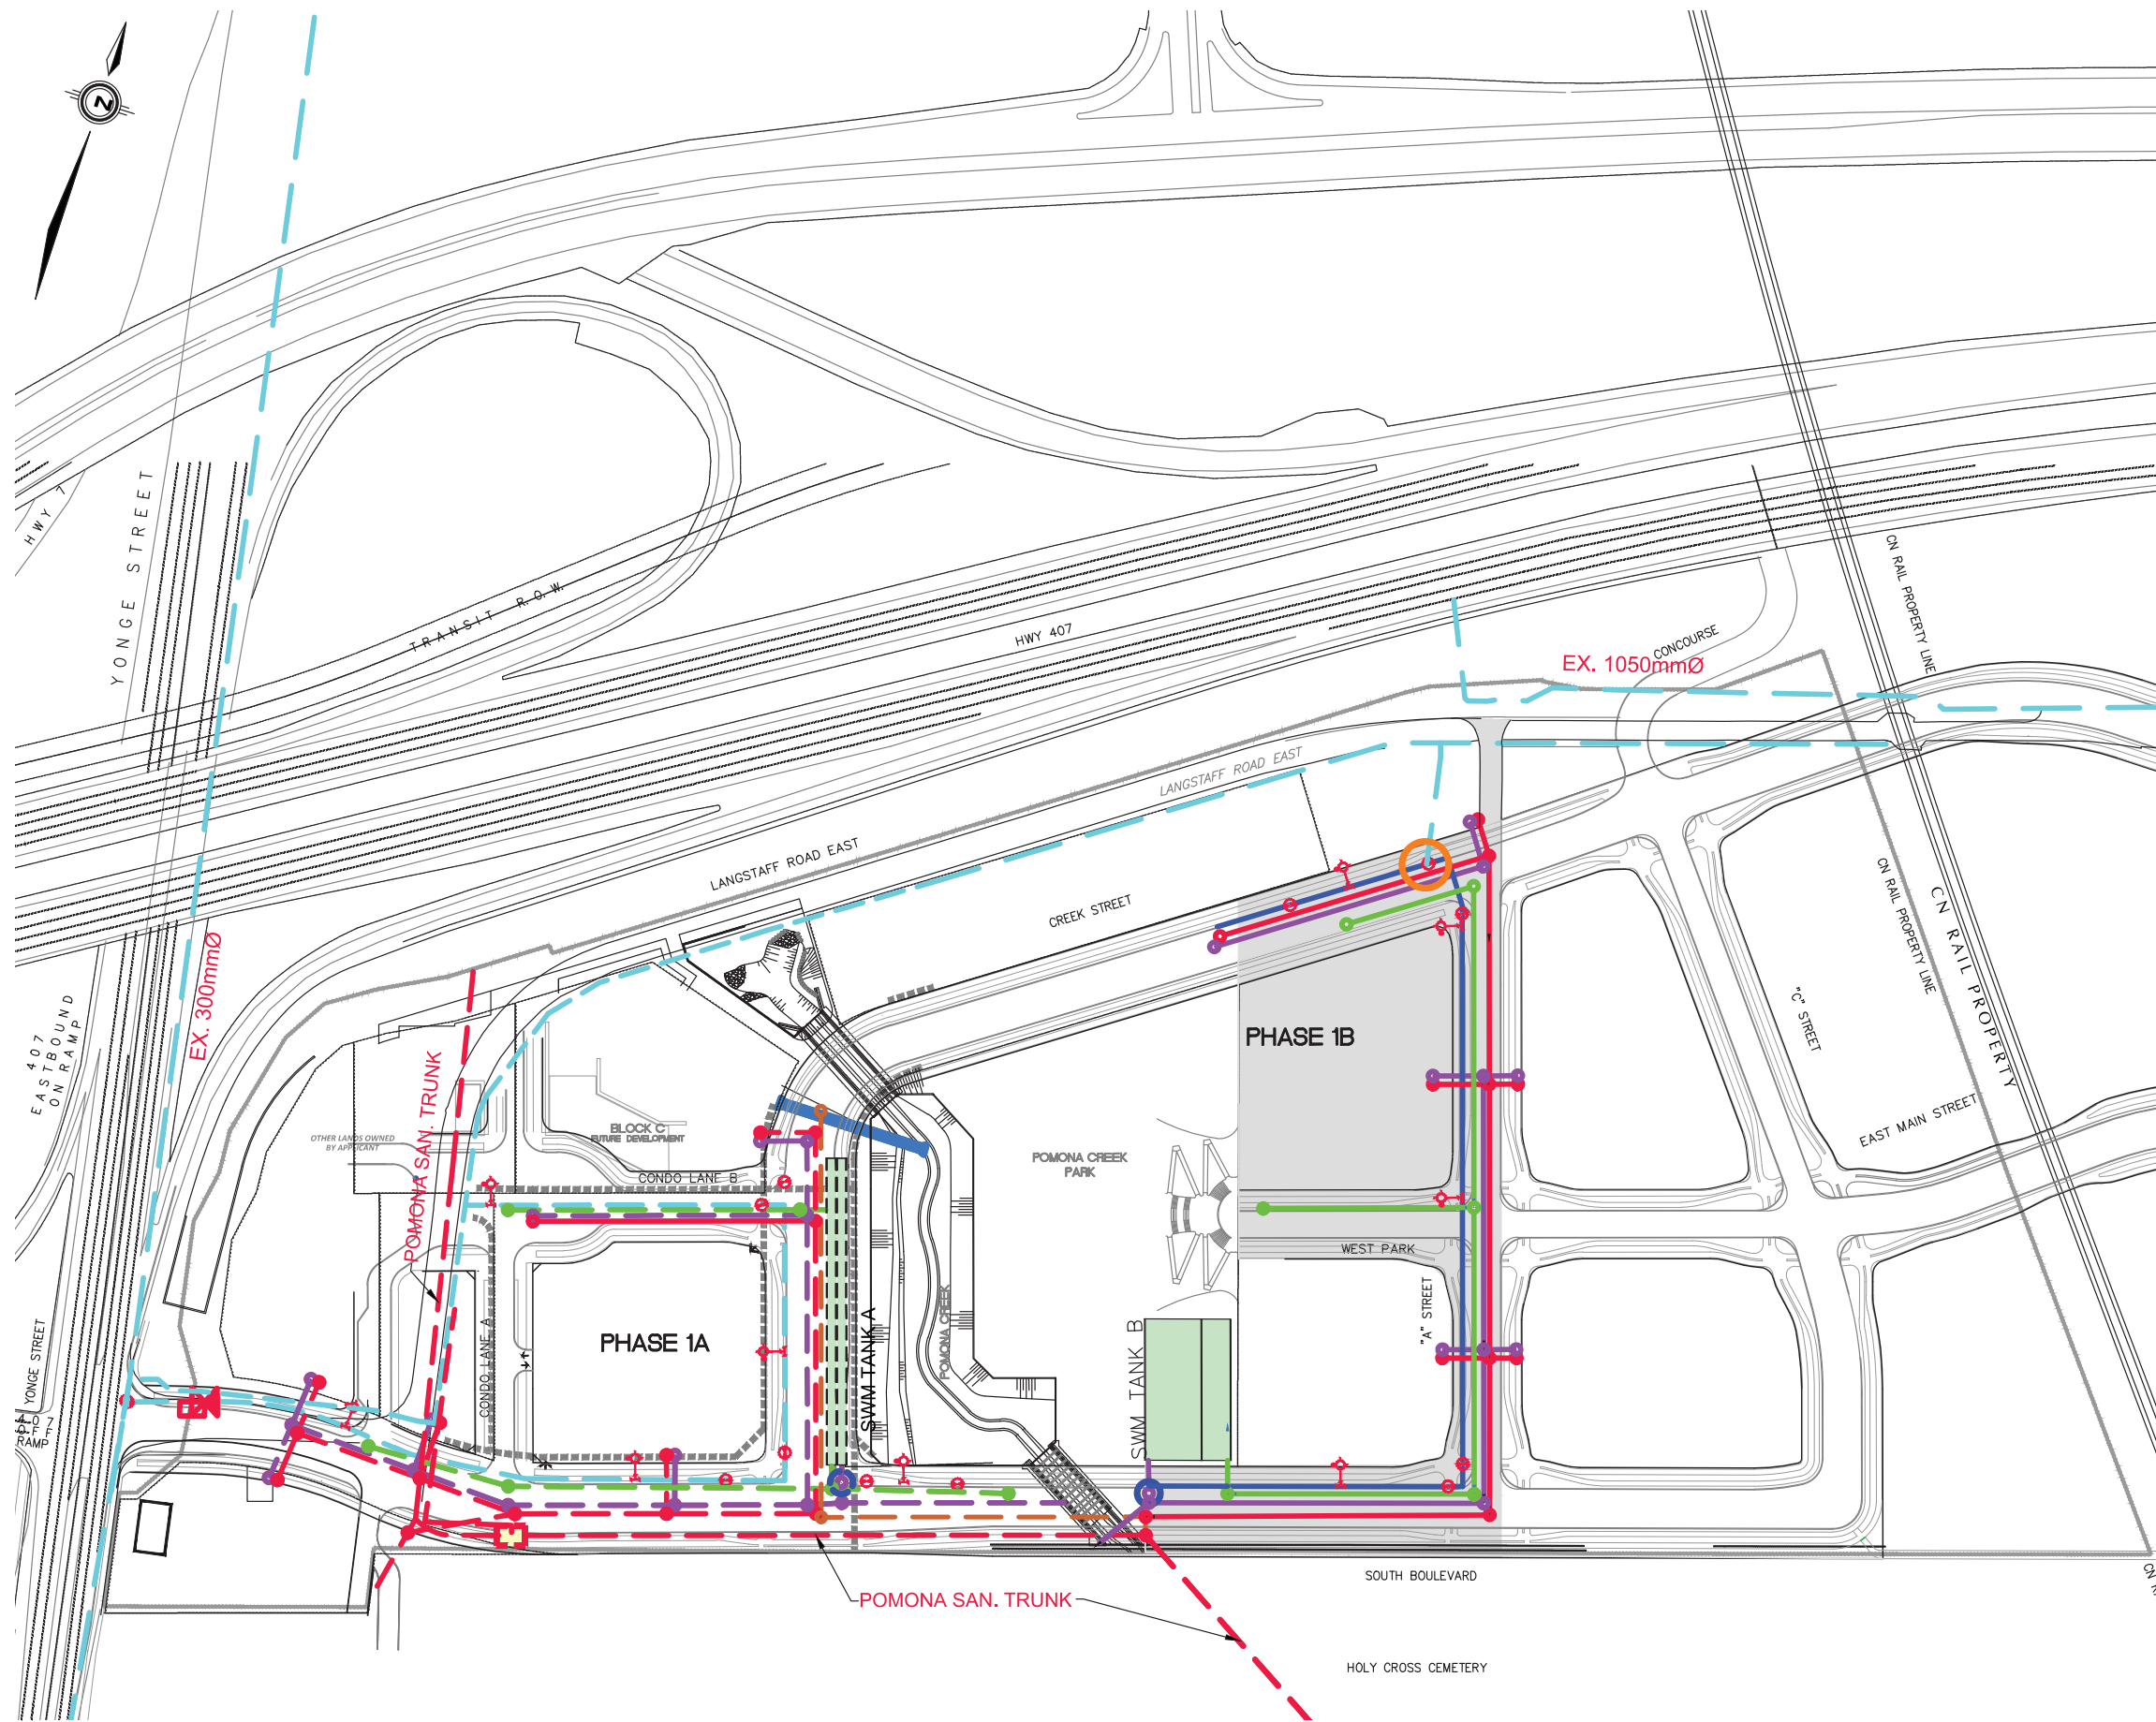 N
HWY 7
YONGE STREET
TRANSIT R.O.W.
HWY 407
CN RAIL PROPERTY LINE
CONCOURSE
EX. 1050mmØ
LANGSTAFF ROAD EAST
LANGSTAFF ROAD EAST
CREEK STREET
CN RAIL PROPERTY LINE
CN RAIL PROPERTY
EX. 300mmØ
407
EASTBOUND
ON RAMP
"C" STREET
PHASE 1B
POMONA SAN. TRUNK
EAST MAIN STREET
BLOCK C
FUTURE DEVELOPMENT
OTHER LANDS OWNED
BY APPLICANT
POMONA CREEK
PARK
CONDO LANE B
WEST PARK
"A" STREET
PHASE 1A
SWM TANK A
POMONA CREEK
SWM TANK B
CONDO LANE A
YONGE STREET
407
OFF
RAMP
SOUTH BOULEVARD
POMONA SAN. TRUNK
HOLY CROSS CEMETERY